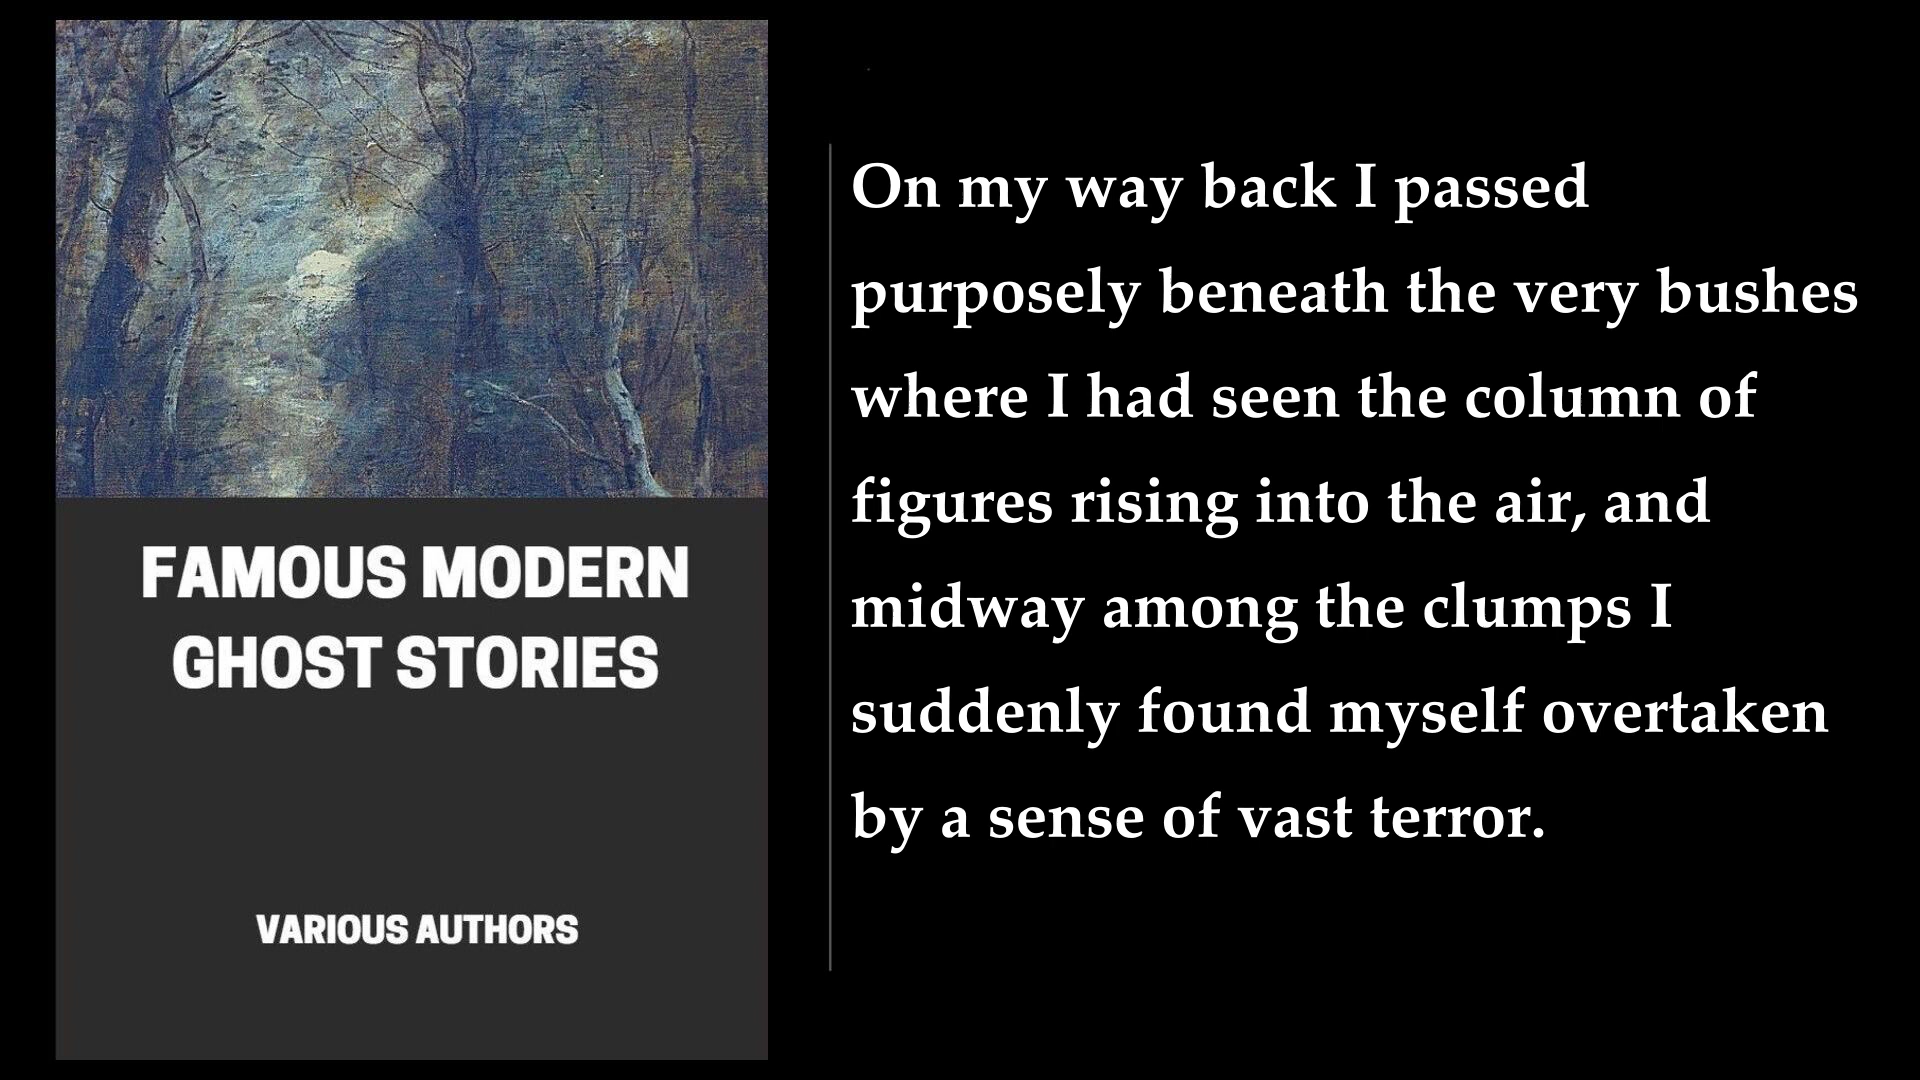 FAMOUS MODERN
GHOST STORIES
VARIOUS AUTHORS
On my way back I passed
purposely beneath the very bushes
where I had seen the column of
figures rising into the air, and
midway among the clumps I
suddenly found myself overtaken
by a sense of vast terror.